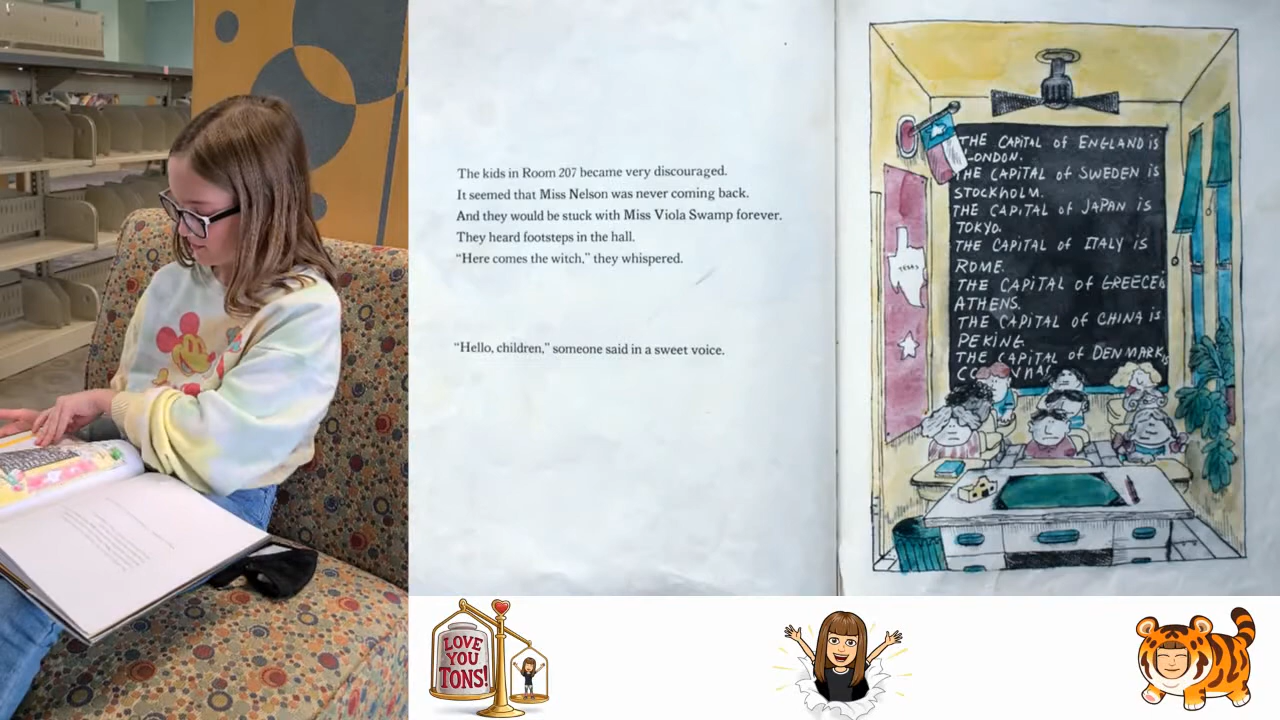 The kids in Room 207 became very discouraged.
It seemed that Miss Nelson was never coming back.
And they would be stuck with Miss Viola Swamp forever.
They heard footsteps in the hall.
“Here comes the witch,” they whispered.
“Hello, children,” someone said in a sweet voice.
THE CAPITAL OF ENGLAND is
LONDON.
THE CAPITAL OF SWEDEN is
STOCKHOLM.
THE CAPITAL OF JAPAN is
TOKYO.
THE CAPITAL OF ITALY is
ROME.
THE CAPITAL OF GREECE is
ATHENS.
THE CAPITAL OF CHINA is
PEKING.
THE CAPITAL OF DENMARK is
TEXAS
LOVE
YOU
TONS!